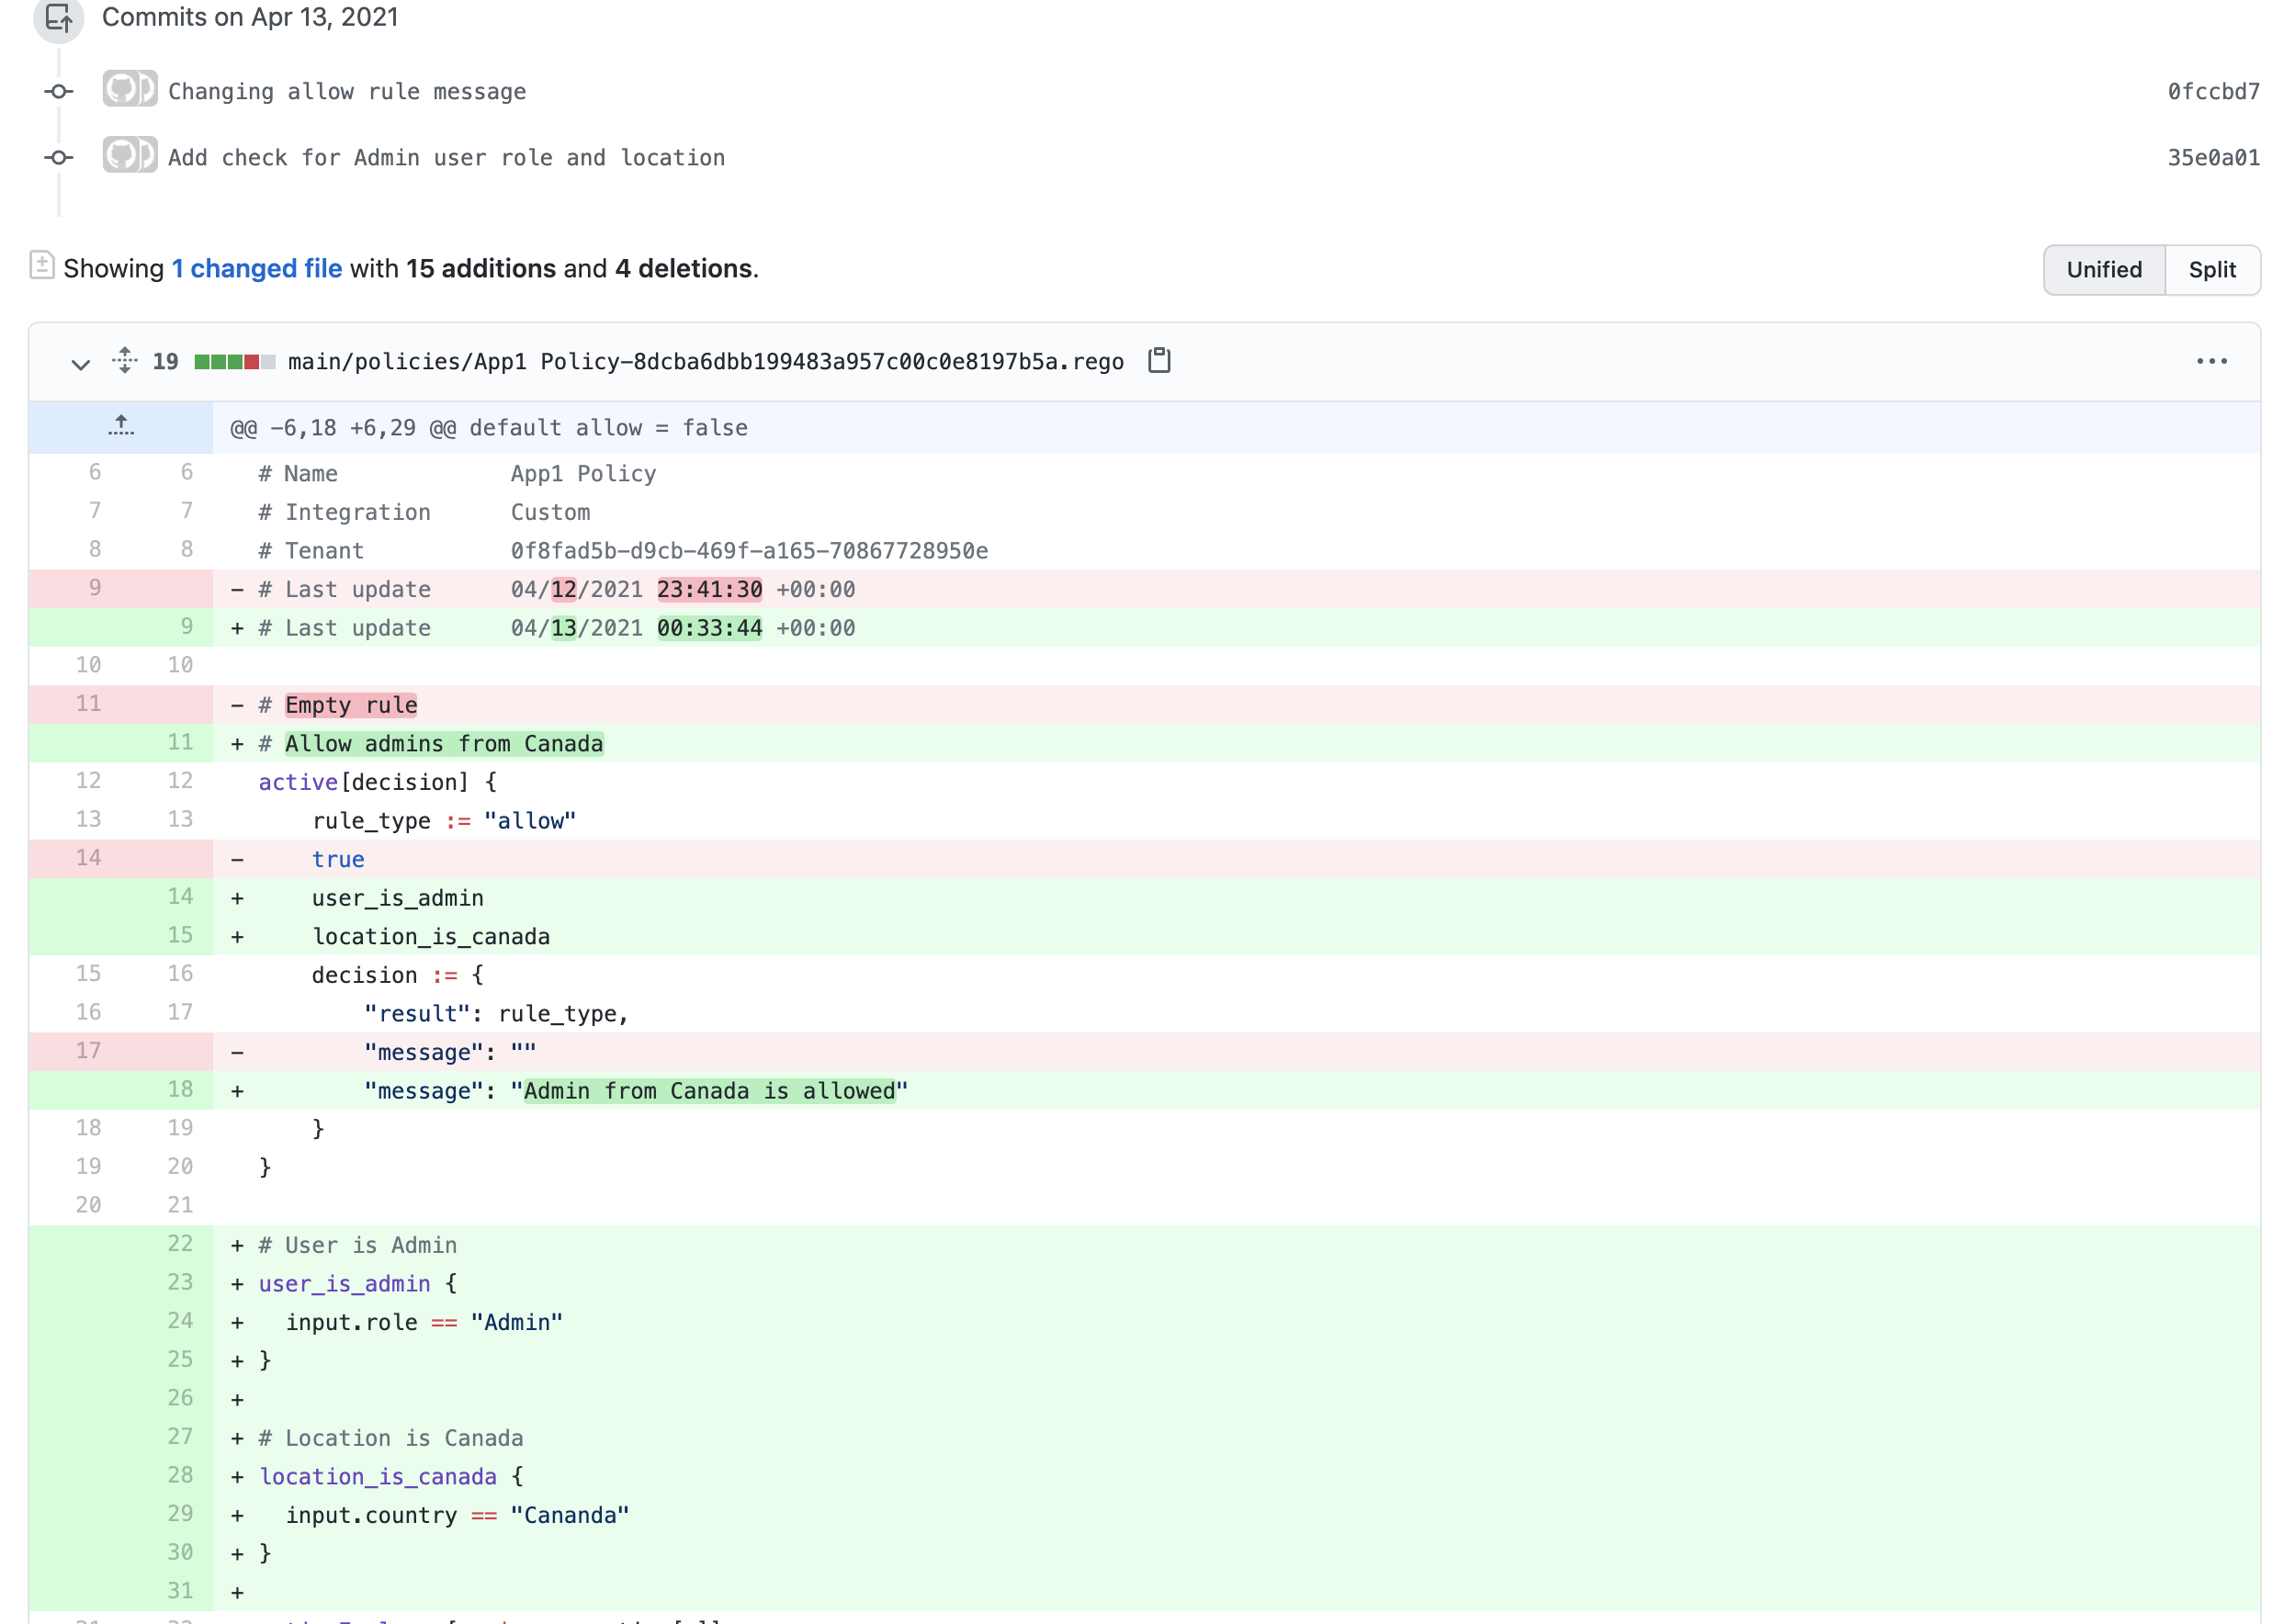 Commits on Apr 13, 2021
Changing allow rule message 0fccbd7
Add check for Admin user role and location 35e0a01
Showing 1 changed file with 15 additions and 4 deletions. Unified Split
19 main/policies/App1 Policy-8dcba6dbb199483a957c00c0e8197b5a.rego ...
@@ -6,18 +6,29 @@ default allow = false
6 6 # Name App1 Policy
7 7 # Integration Custom
8 8 # Tenant 0f8fad5b-d9cb-469f-a165-70867728950e
9 - # Last update 04/12/2021 23:41:30 +00:00
9 + # Last update 04/13/2021 00:33:44 +00:00
10 10
11 - # Empty rule
11 + # Allow admins from Canada
12 12 active[decision] {
13 13 rule_type := "allow"
14 - true
14 + user_is_admin
15 + location_is_canada
15 16 decision := {
16 17 "result": rule_type,
17 - "message": ""
18 + "message": "Admin from Canada is allowed"
18 19 }
19 20 }
20 21
22 + # User is Admin
23 + user_is_admin {
24 + input.role == "Admin"
25 + }
26 +
27 + # Location is Canada
28 + location_is_canada {
29 + input.country == "Cananda"
30 + }
31 +